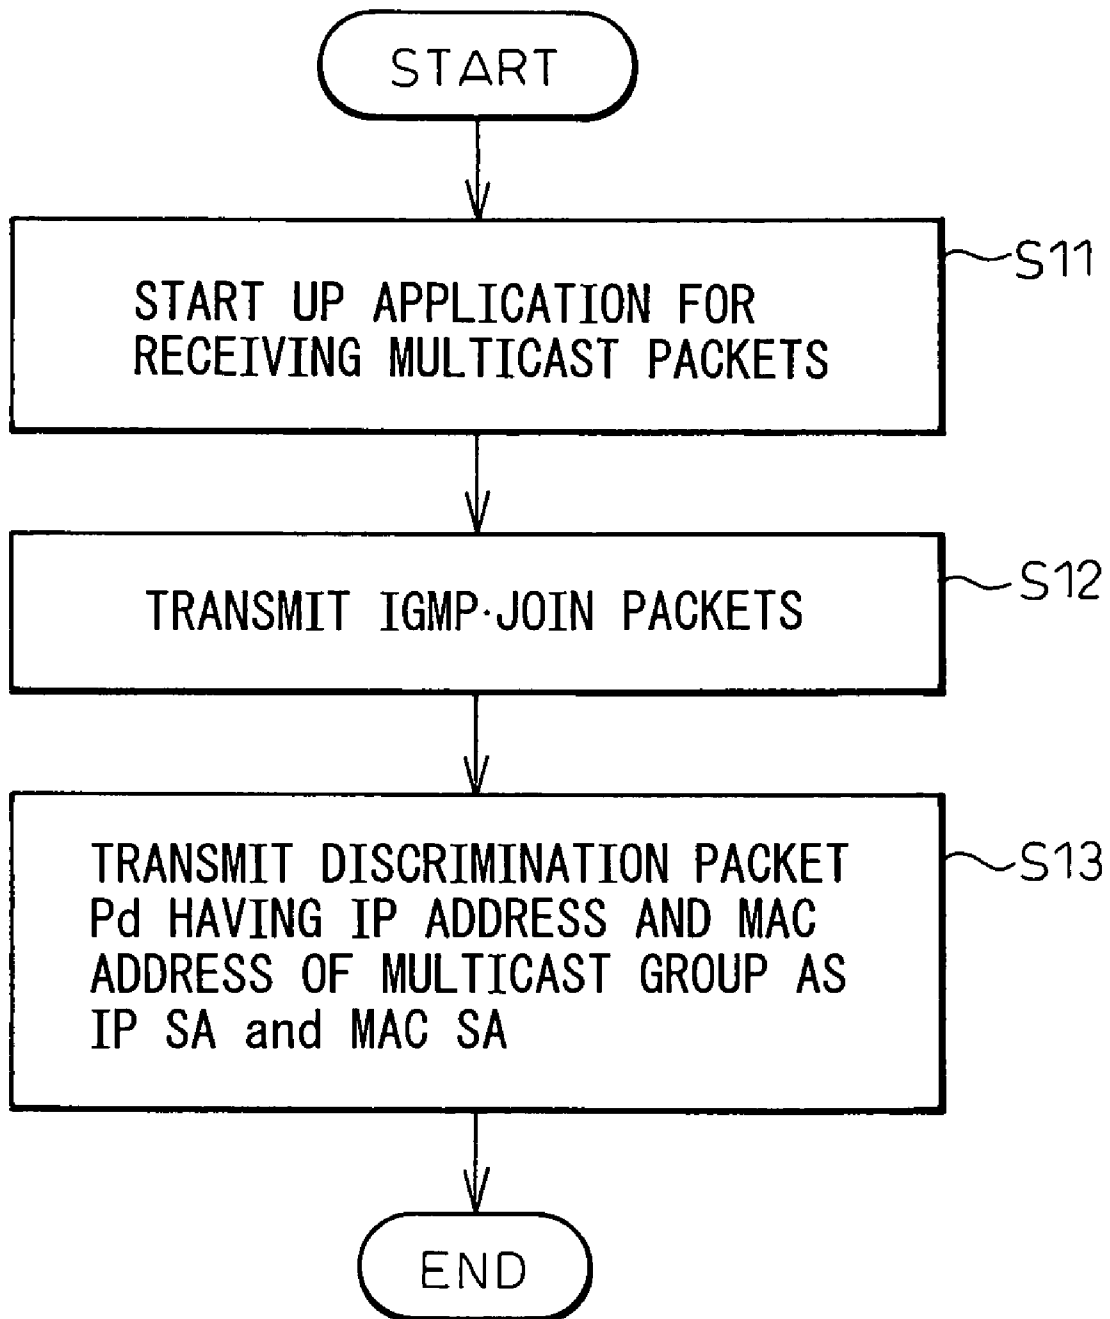 START
START UP APPLICATION FOR
RECEIVING MULTICAST PACKETS
S11
TRANSMIT IGMP·JOIN PACKETS
S12
TRANSMIT DISCRIMINATION PACKET
Pd HAVING IP ADDRESS AND MAC
ADDRESS OF MULTICAST GROUP AS
IP SA and MAC SA
S13
END